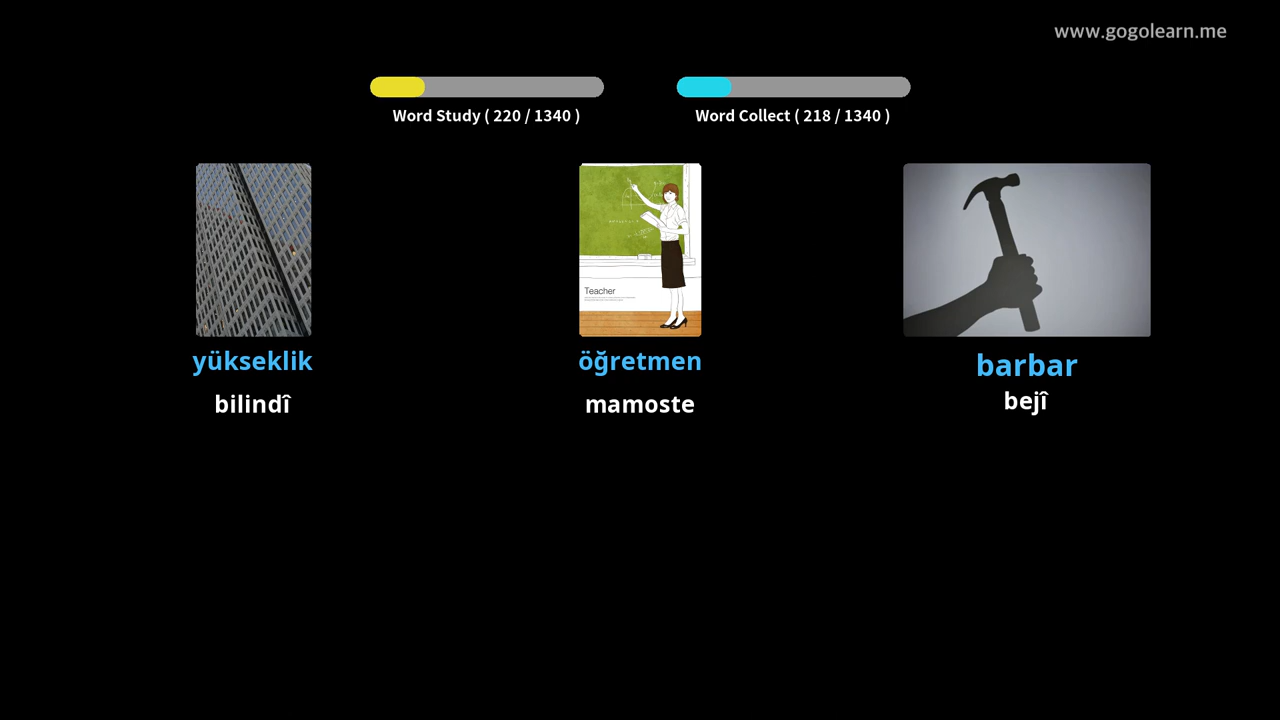 www.gogolearn.me
Word Study ( 220 / 1340 )
Word Collect ( 218 / 1340 )
Teacher
yükseklik
öğretmen
barbar
bilindî
mamoste
bejî